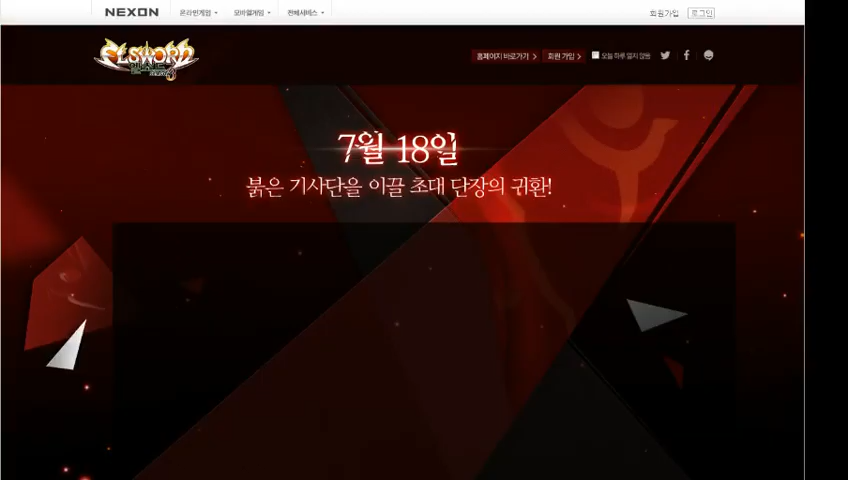 NEXON 온라인게임 모바일게임 전체서비스 회원가입 로그인
ELSWORD
엘소드
홈페이지 바로가기 회원 가입 오늘 하루 열지 않음
7월 18일
붉은 기사단을 이끌 초대 단장의 귀환!